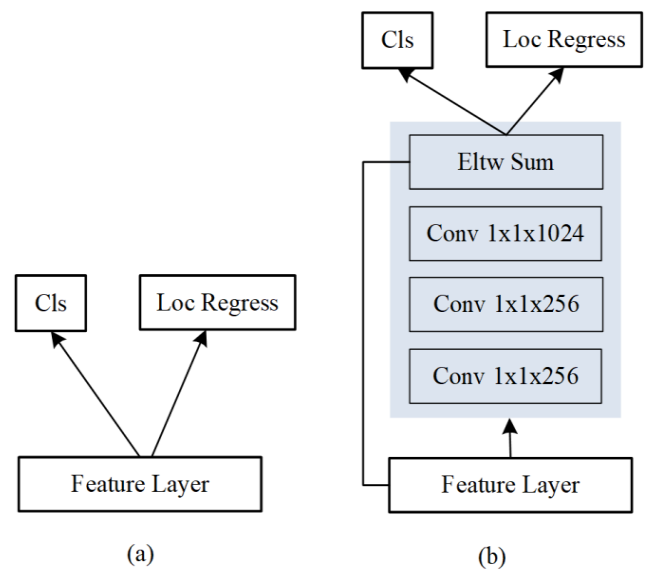 Cls
Loc Regress
Feature Layer
(a)
Cls
Loc Regress
Eltw Sum
Conv 1x1x1024
Conv 1x1x256
Conv 1x1x256
Feature Layer
(b)